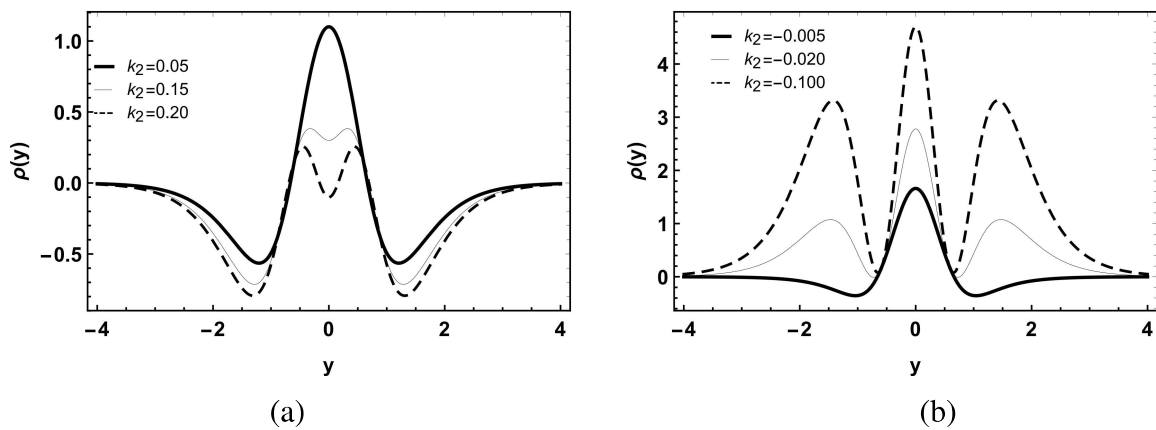 k₂=0.05
k₂=0.15
k₂=0.20
ρ(y)
1.0
0.5
0.0
−0.5
−4 −2 0 2 4
y
(a)
k₂=−0.005
k₂=−0.020
k₂=−0.100
ρ(y)
4
3
2
1
0
−4 −2 0 2 4
y
(b)